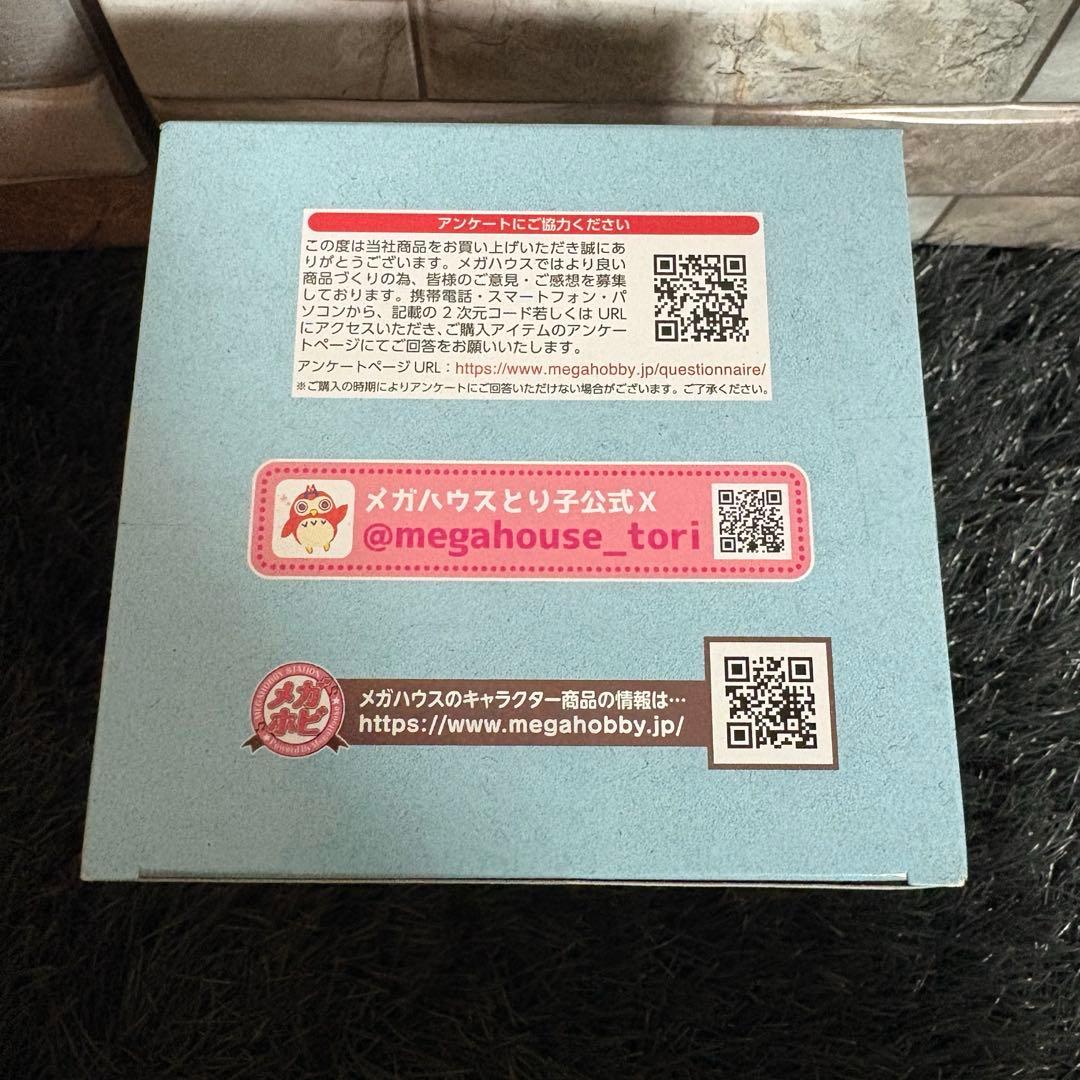 アンケートにご協力ください
この度は当社商品をお買い上げいただき誠にあ
りがとうございます。メガハウスではより良い
商品づくりの為、皆様のご意見・ご感想を募集
しております。携帯電話・スマートフォン・パ
ソコンから、記載の2次元コード若しくはURL
にアクセスいただき、ご購入アイテムのアンケー
トページにてご回答をお願いいたします。
アンケートページURL：https://www.megahobby.jp/questionnaire/
※ご購入の時期によりアンケートにご回答いただけない場合がございます。ご了承ください。
メガハウスとり子公式X
@megahouse_tori
MEGAHOBBY STATION
メガ
ホビ
Powered By MegaHouse
メガハウスのキャラクター商品の情報は…
https://www.megahobby.jp/